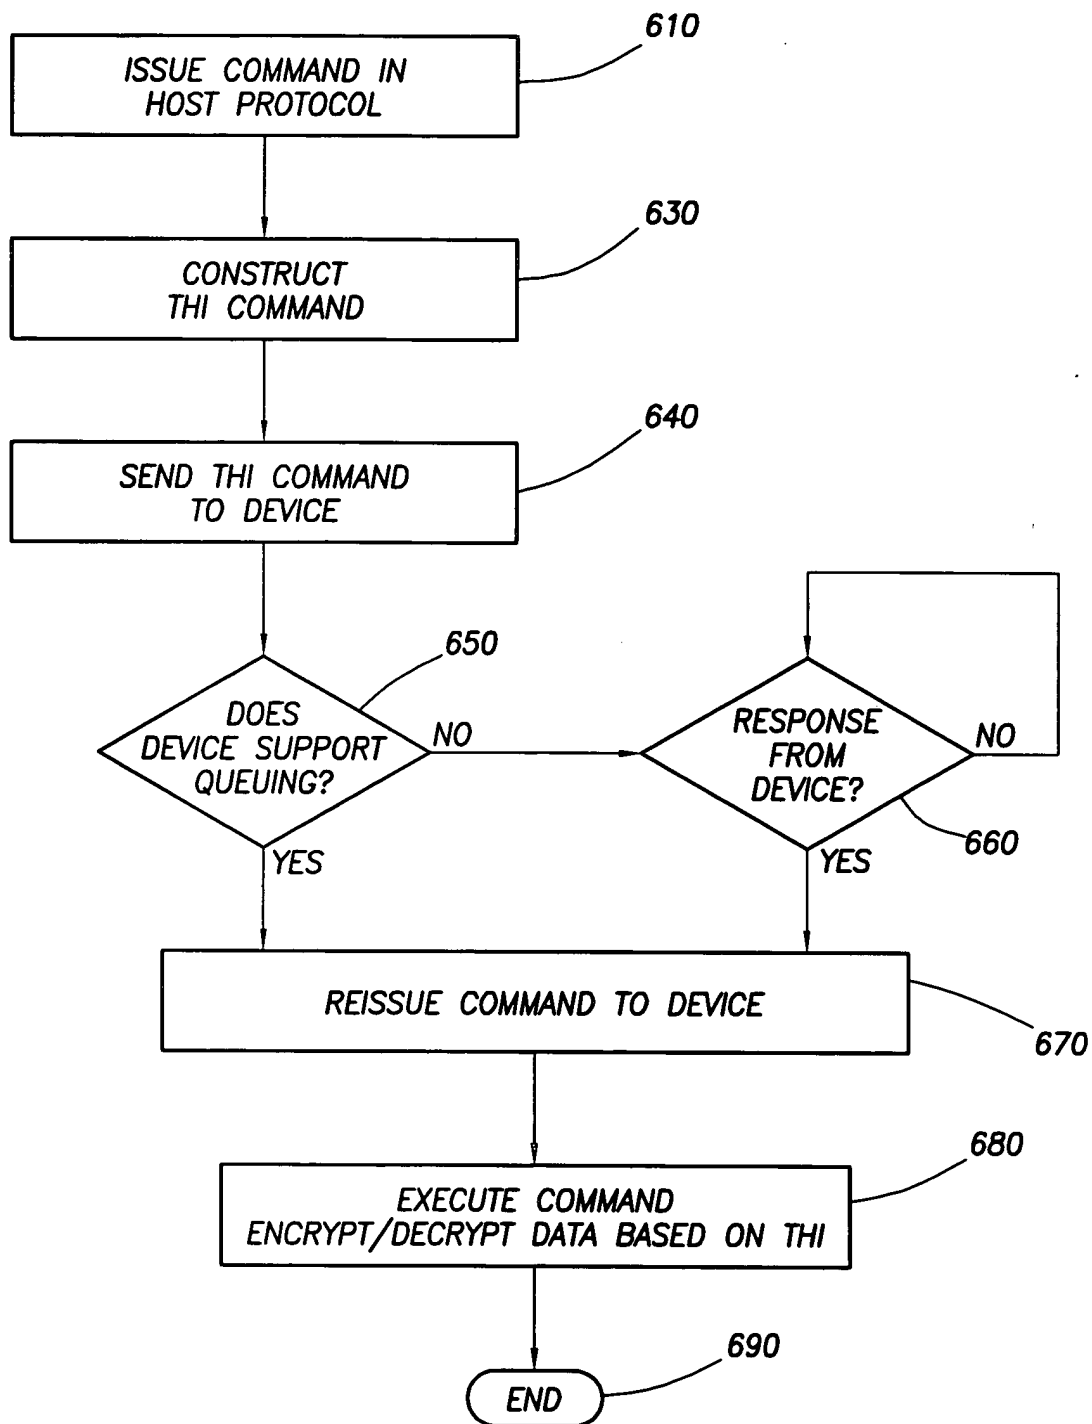 610
ISSUE COMMAND IN
HOST PROTOCOL
630
CONSTRUCT
THI COMMAND
640
SEND THI COMMAND
TO DEVICE
650
DOES
DEVICE SUPPORT
QUEUING?
NO
YES
RESPONSE
FROM
DEVICE?
NO
660
YES
REISSUE COMMAND TO DEVICE
670
680
EXECUTE COMMAND
ENCRYPT/DECRYPT DATA BASED ON THI
690
END